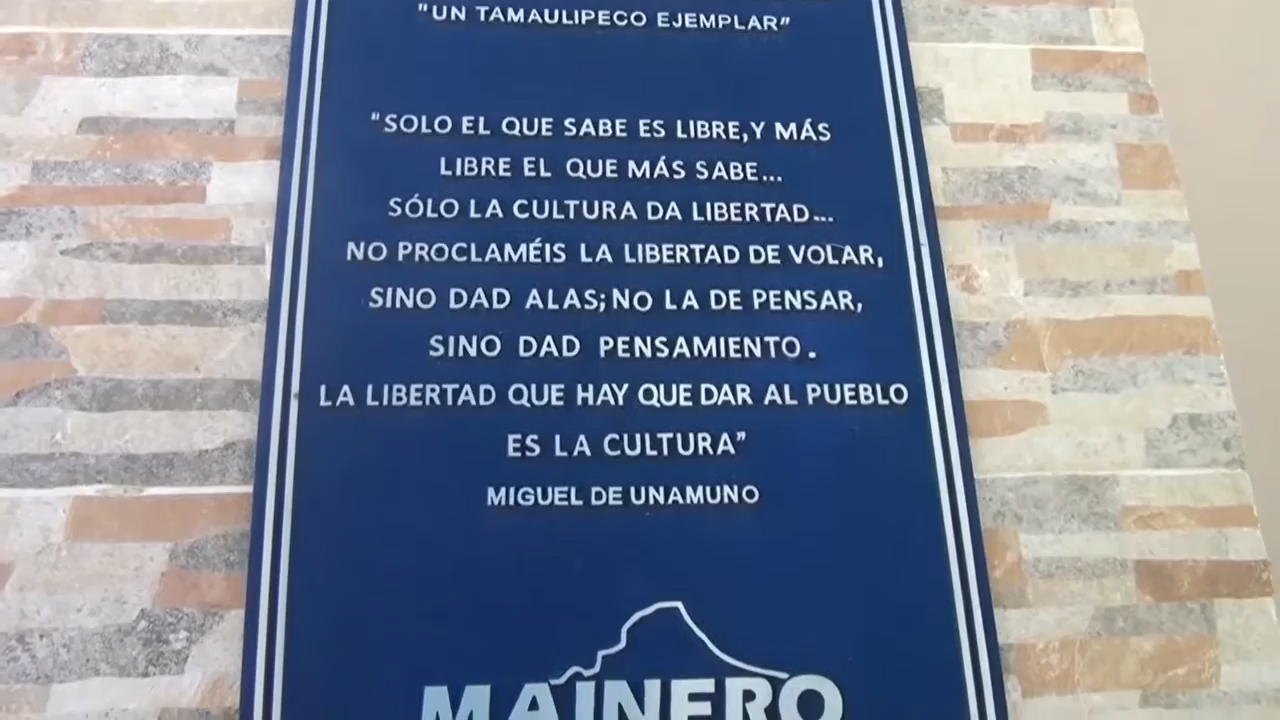 "UN TAMAULIPECO EJEMPLAR"
"SOLO EL QUE SABE ES LIBRE, Y MÁS
LIBRE EL QUE MÁS SABE...
SÓLO LA CULTURA DA LIBERTAD...
NO PROCLAMÉIS LA LIBERTAD DE VOLAR,
SINO DAD ALAS; NO LA DE PENSAR,
SINO DAD PENSAMIENTO.
LA LIBERTAD QUE HAY QUE DAR AL PUEBLO
ES LA CULTURA"
MIGUEL DE UNAMUNO
MAINERO